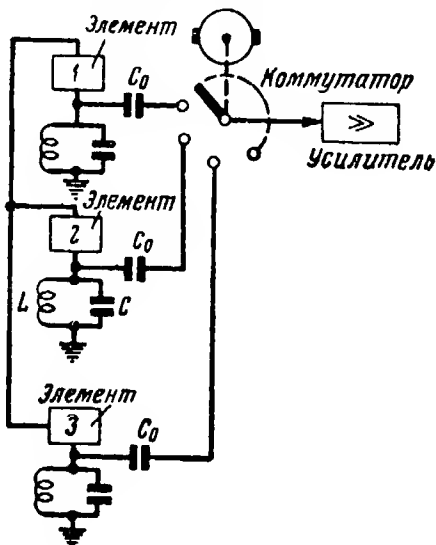 Элемент
1
C₀
Коммутатор
>>
Усилитель
Элемент
2
C₀
L
C
Элемент
3
C₀